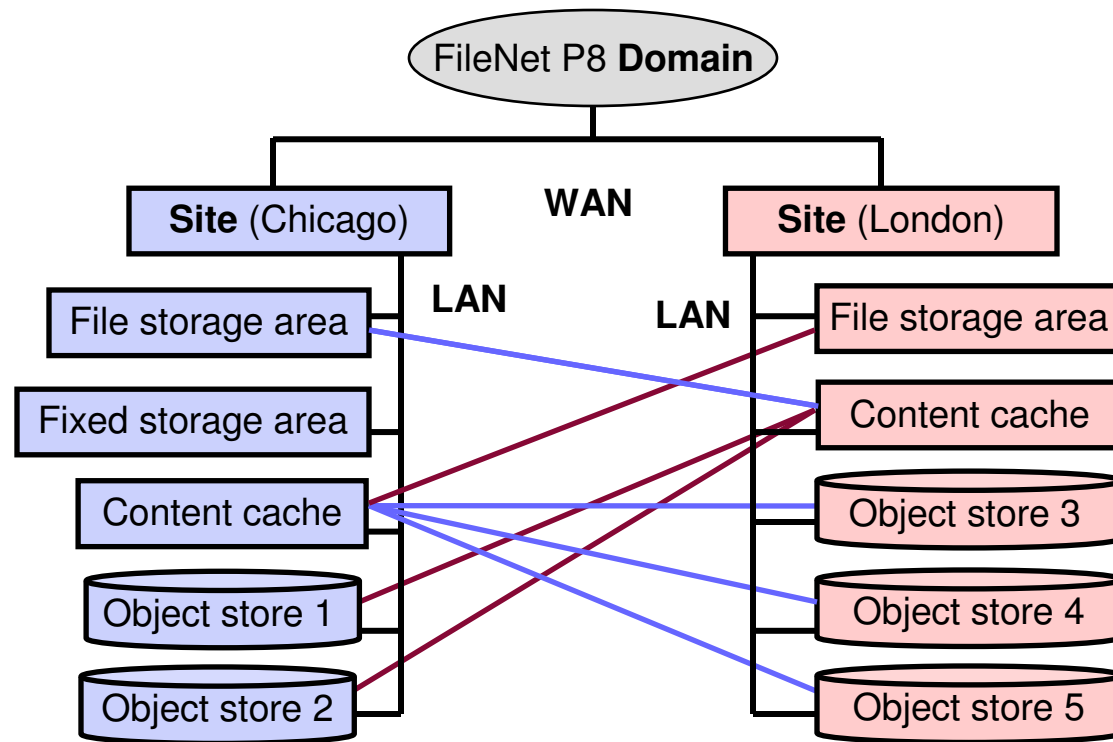 FileNet P8 Domain
WAN
Site (Chicago)
LAN
File storage area
Fixed storage area
Content cache
Object store 1
Object store 2
Site (London)
LAN
File storage area
Content cache
Object store 3
Object store 4
Object store 5